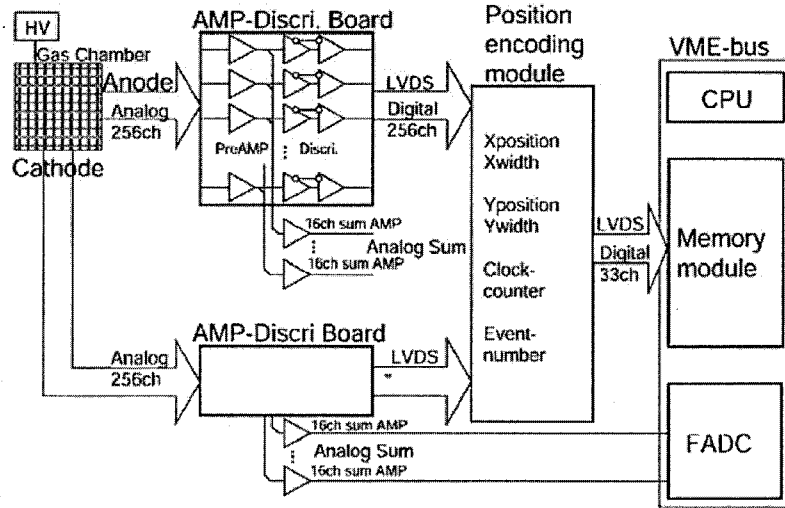 HV
Gas Chamber
Anode
Analog
256ch
Cathode
AMP-Discri. Board
PreAMP
Discri.
LVDS
Digital
256ch
16ch sum AMP
Analog Sum
16ch sum AMP
Position
encoding
module
Xposition
Xwidth
Yposition
Ywidth
Clock-
counter
Event-
number
LVDS
Digital
33ch
VME-bus
CPU
Memory
module
FADC
AMP-Discri Board
Analog
256ch
LVDS
16ch sum AMP
Analog Sum
16ch sum AMP